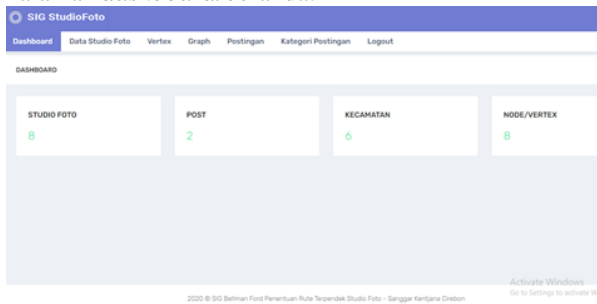 SIG StudioFoto
Dashboard Data Studio Foto Vertex Graph Postingan Kategori Postingan Logout
DASHBOARD
STUDIO FOTO POST KECAMATAN NODE/VERTEX
8 2 6 8
Activate Windows
Go to Settings to activate W
2020 © SIG Bellman Ford Penentuan Rute Terpendek Studio Foto - Sanggar Kentjana Cirebon